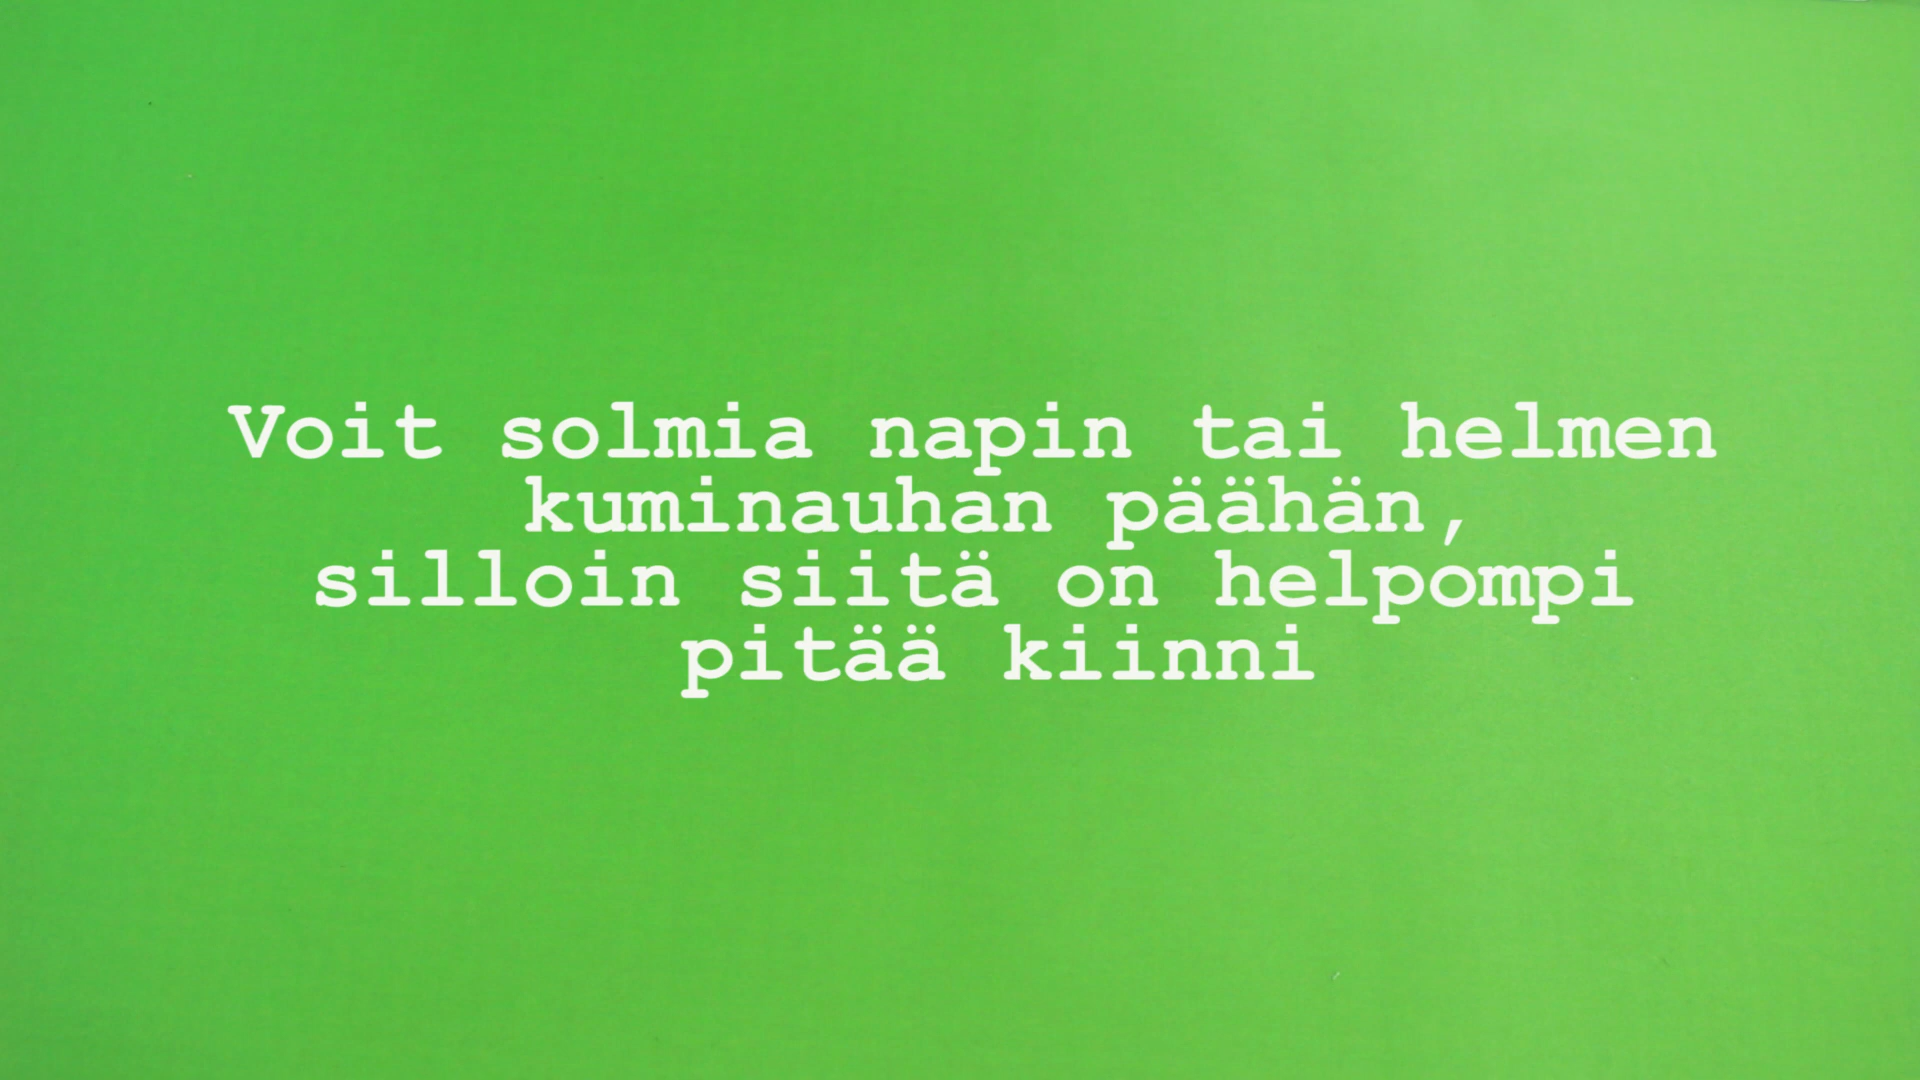 Voit solmia napin tai helmen
kuminauhan päähän,
silloin siitä on helpompi
pitää kiinni